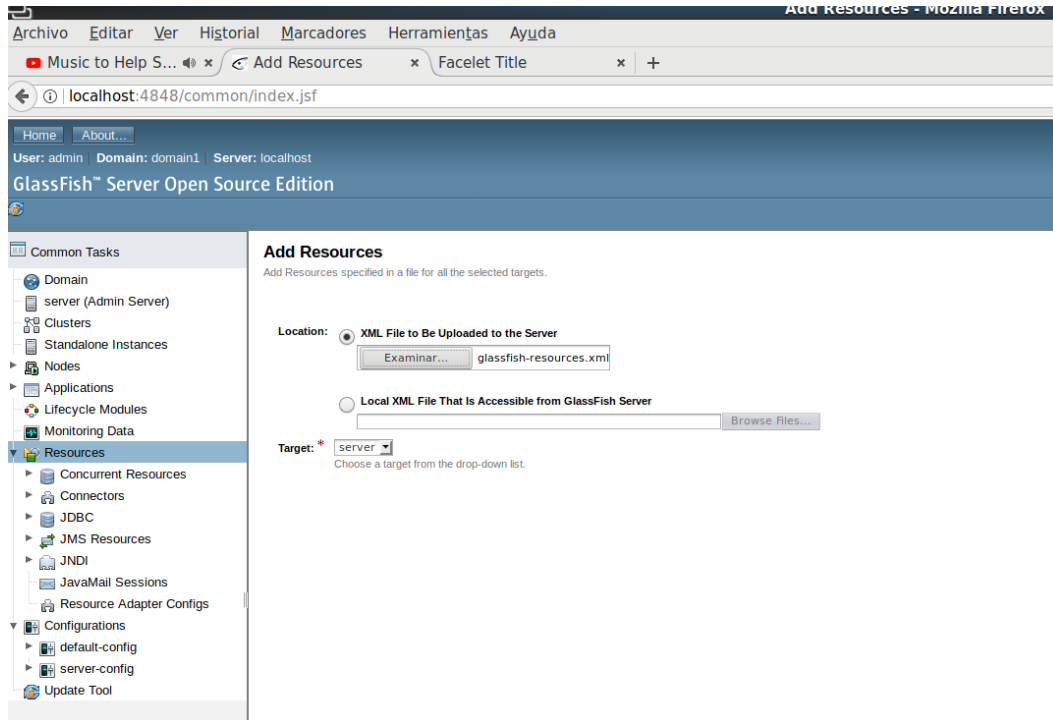 Add Resources - Mozilla Firefox
Archivo Editar Ver Historial Marcadores Herramientas Ayuda
Music to Help S... Add Resources Facelet Title
localhost:4848/common/index.jsf
Home About...
User: admin Domain: domain1 Server: localhost
GlassFish™ Server Open Source Edition
Common Tasks
Domain
server (Admin Server)
Clusters
Standalone Instances
Nodes
Applications
Lifecycle Modules
Monitoring Data
Resources
Concurrent Resources
Connectors
JDBC
JMS Resources
JNDI
JavaMail Sessions
Resource Adapter Configs
Configurations
default-config
server-config
Update Tool
Add Resources
Add Resources specified in a file for all the selected targets.
Location: XML File to Be Uploaded to the Server
Examinar... glassfish-resources.xml
Local XML File That Is Accessible from GlassFish Server
Browse Files...
Target: * server
Choose a target from the drop-down list.